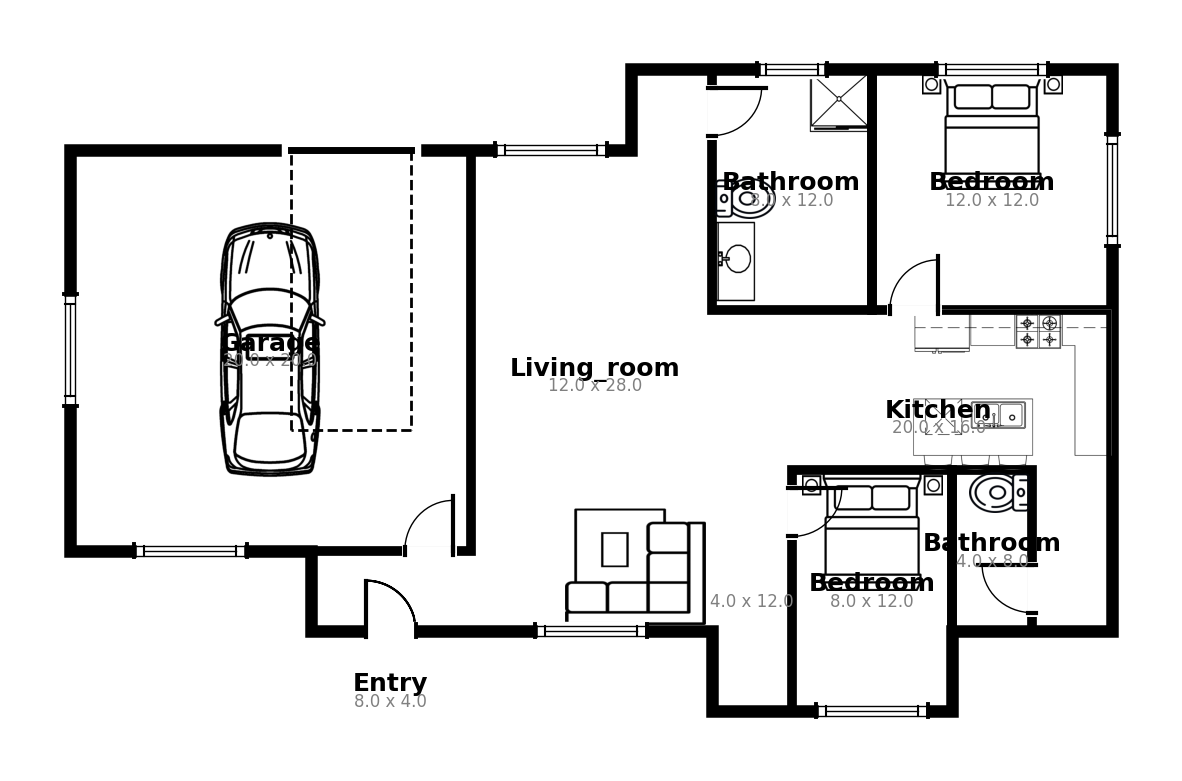 Bathroom
8.0 x 12.0
Bedroom
12.0 x 12.0
Garage
20.0 x 20.0
Living_room
12.0 x 28.0
Kitchen
20.0 x 16.0
Bathroom
4.0 x 8.0
Bedroom
8.0 x 12.0
4.0 x 12.0
Entry
8.0 x 4.0